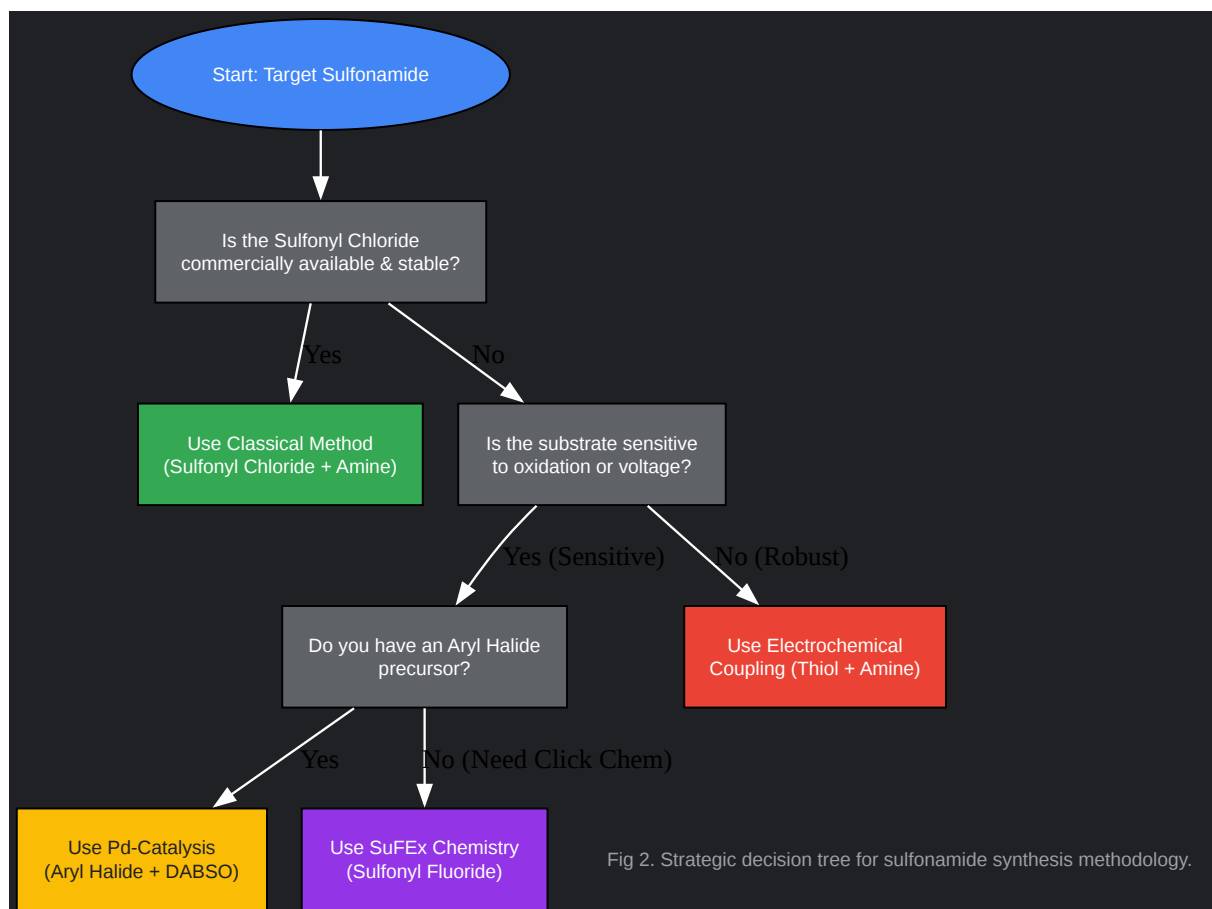 Start: Target Sulfonamide
Is the Sulfonyl Chloride
commercially available & stable?
Yes
No
Use Classical Method
(Sulfonyl Chloride + Amine)
Is the substrate sensitive
to oxidation or voltage?
Yes (Sensitive)
No (Robust)
Do you have an Aryl Halide
precursor?
Use Electrochemical
Coupling (Thiol + Amine)
Yes
No (Need Click Chem)
Use Pd-Catalysis
(Aryl Halide + DABSO)
Use SuFEx Chemistry
(Sulfonyl Fluoride)
Fig 2. Strategic decision tree for sulfonamide synthesis methodology.